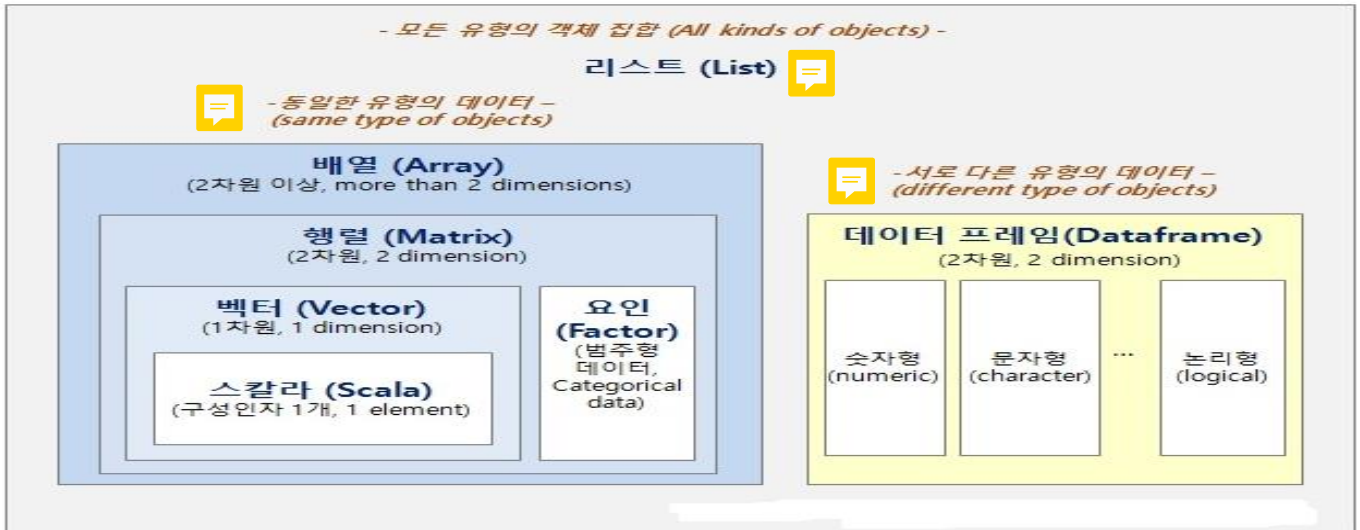 - 모든 유형의 객체 집합 (All kinds of objects) -
리스트 (List)
- 동일한 유형의 데이터 –
(same type of objects)
배열 (Array)
(2차원 이상, more than 2 dimensions)
행렬 (Matrix)
(2차원, 2 dimension)
벡터 (Vector)
(1차원, 1 dimension)
스칼라 (Scala)
(구성인자 1개, 1 element)
요인
(Factor)
(범주형
데이터,
Categorical
data)
- 서로 다른 유형의 데이터 –
(different type of objects)
데이터 프레임(Dataframe)
(2차원, 2 dimension)
숫자형
(numeric)
문자형
(character)
...
논리형
(logical)